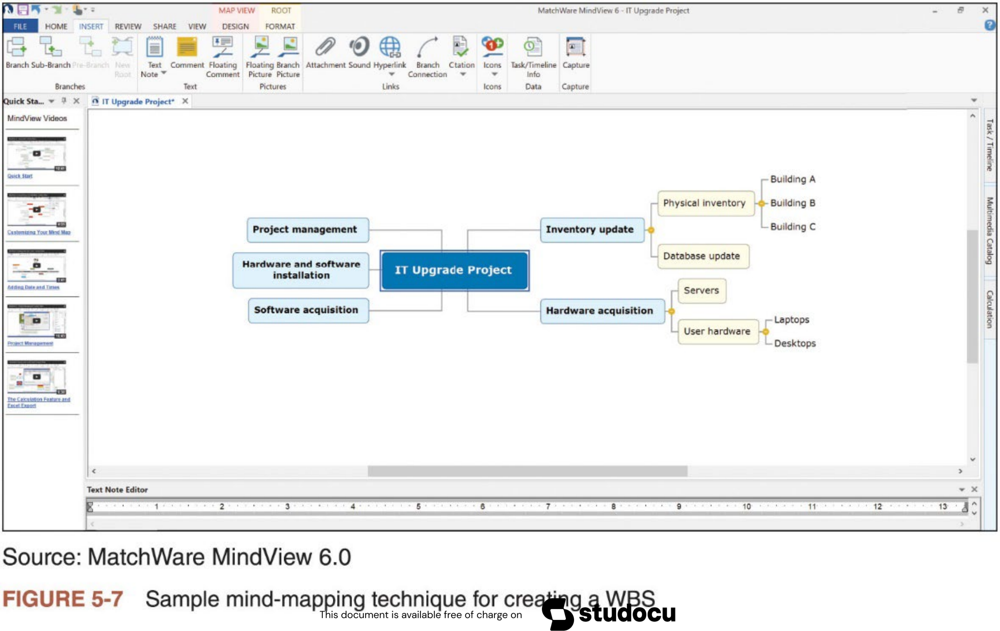 MAP VIEW
ROOT
MatchWare MindView 6 - IT Upgrade Project
FILE
HOME
INSERT
REVIEW
SHARE
VIEW
DESIGN
FORMAT
Branch
Sub-Branch
Pre-Branch
New Root
Text Note
Comment
Floating Comment
Floating Picture
Branch Picture
Attachment
Sound
Hyperlink
Branch Connection
Ctation
Icons
Task/Timeline Info
Capture
Branches
Text
Pictures
Links
Icons
Data
Capture
Quick Sta...
IT Upgrade Project*
MindView Videos
Quick Start
Customizing Your Mind Map
Adding Date and Times
Project Management
The Calculation Feature and
Excel Export
Project management
Hardware and software
installation
Software acquisition
IT Upgrade Project
Inventory update
Physical inventory
Building A
Building B
Building C
Database update
Hardware acquisition
Servers
User hardware
Laptops
Desktops
Task / Timeline
Multimedia Catalog
Calculation
Text Note Editor
1 2 3 4 5 6 7 8 9 10 11 12 13
Source: MatchWare MindView 6.0
FIGURE 5-7 Sample mind-mapping technique for creating a WBS
This document is available free of charge on studocu